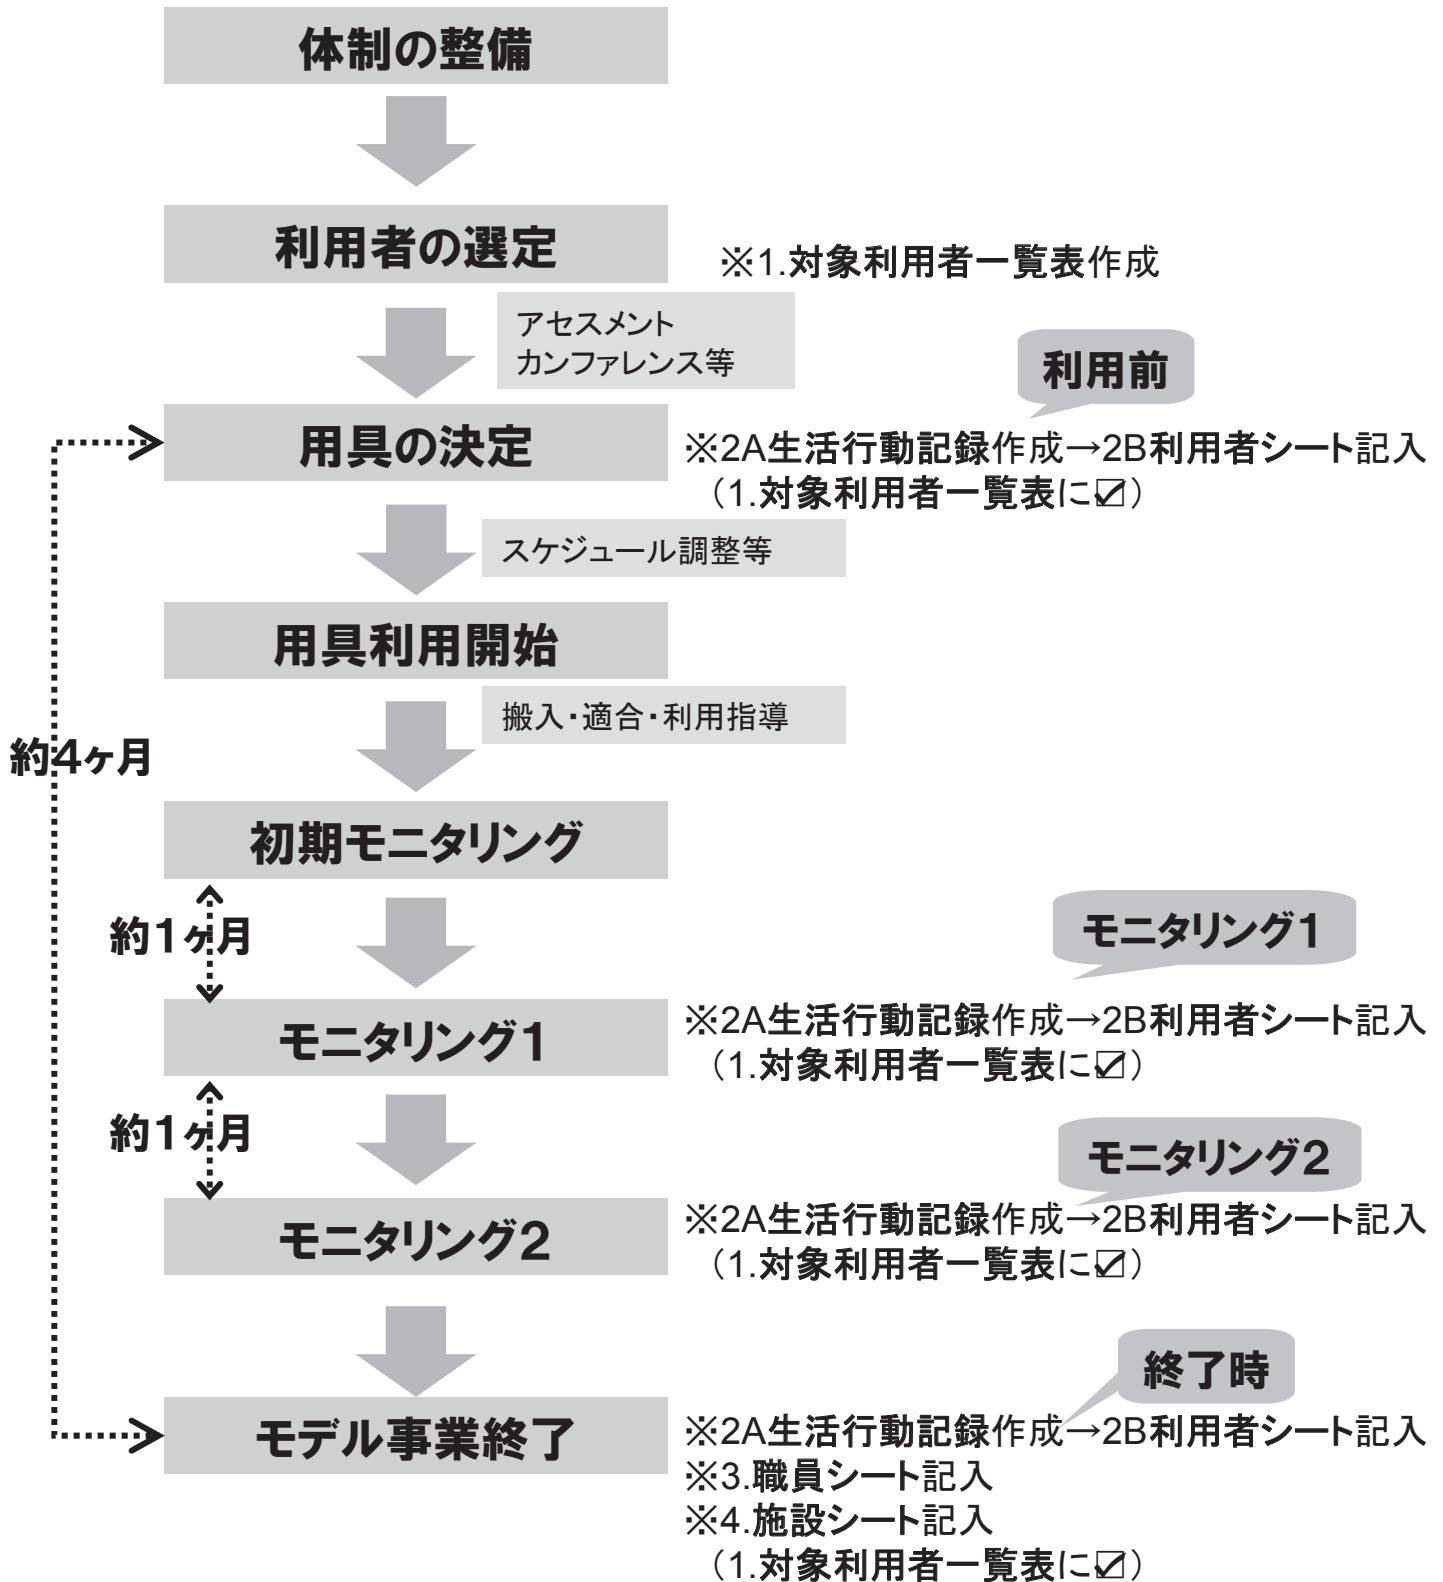 体制の整備
利用者の選定
※1.対象利用者一覧表作成
アセスメント
カンファレンス等
利用前
用具の決定
※2A生活行動記録作成→2B利用者シート記入
（1.対象利用者一覧表に☑）
スケジュール調整等
用具利用開始
搬入・適合・利用指導
約4ヶ月
初期モニタリング
約1ヶ月
モニタリング1
モニタリング1
※2A生活行動記録作成→2B利用者シート記入
（1.対象利用者一覧表に☑）
約1ヶ月
モニタリング2
モニタリング2
※2A生活行動記録作成→2B利用者シート記入
（1.対象利用者一覧表に☑）
終了時
モデル事業終了
※2A生活行動記録作成→2B利用者シート記入
※3.職員シート記入
※4.施設シート記入
（1.対象利用者一覧表に☑）